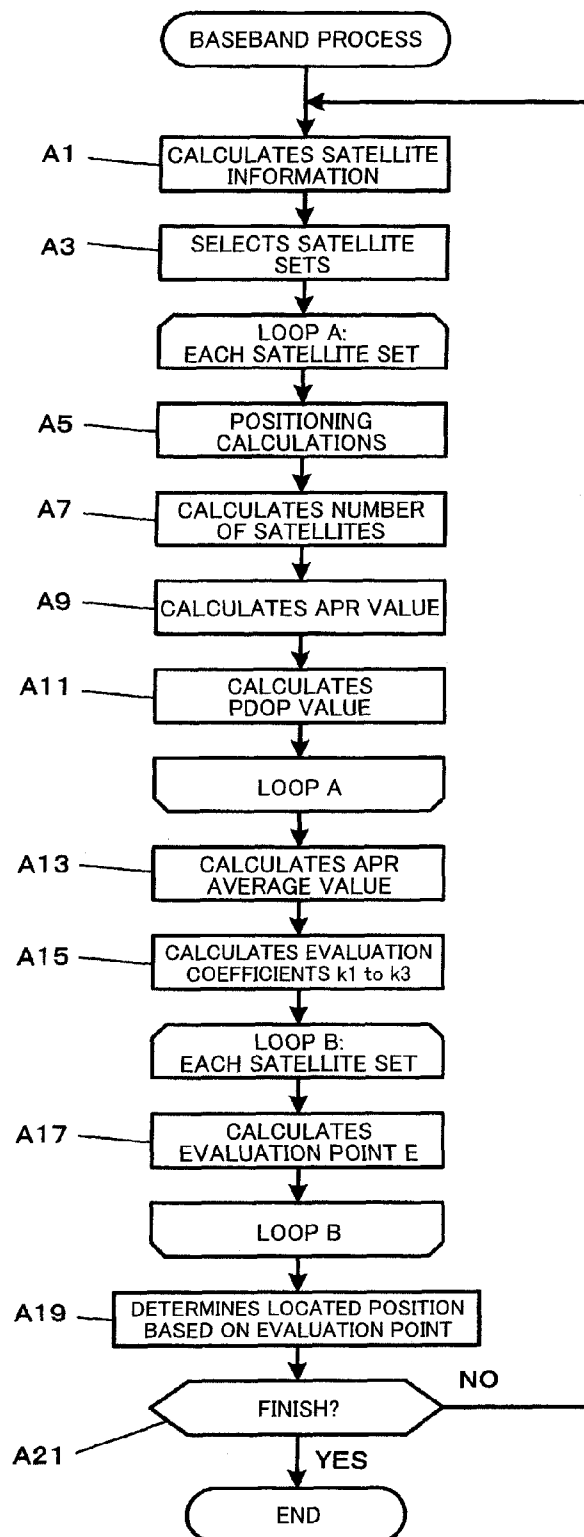 BASEBAND PROCESS
A1
CALCULATES SATELLITE
INFORMATION
A3
SELECTS SATELLITE
SETS
LOOP A:
EACH SATELLITE SET
A5
POSITIONING
CALCULATIONS
A7
CALCULATES NUMBER
OF SATELLITES
A9
CALCULATES APR VALUE
A11
CALCULATES
PDOP VALUE
LOOP A
A13
CALCULATES APR
AVERAGE VALUE
A15
CALCULATES EVALUATION
COEFFICIENTS k1 to k3
LOOP B:
EACH SATELLITE SET
A17
CALCULATES
EVALUATION POINT E
LOOP B
A19
DETERMINES LOCATED POSITION
BASED ON EVALUATION POINT
NO
FINISH?
A21
YES
END